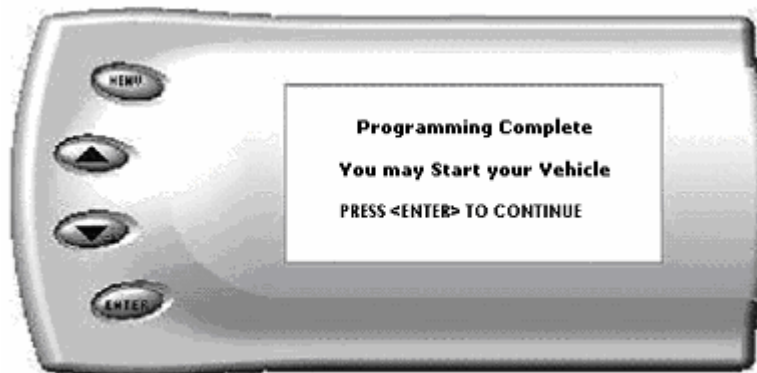 MENU
Programming Complete
You may Start your Vehicle
PRESS <ENTER> TO CONTINUE
ENTER